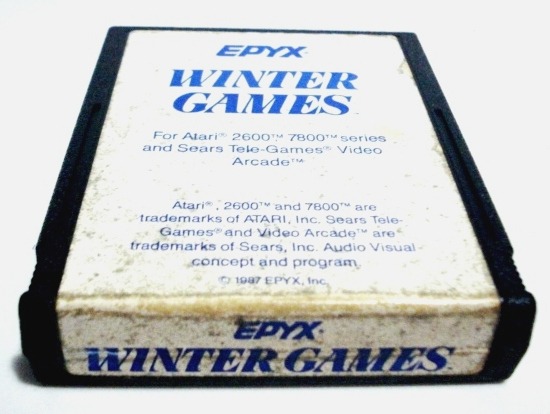 EPYX
WINTER
GAMES™
For Atari® 2600™ 7800™ series
and Sears Tele-Games® Video
Arcade™
Atari®, 2600™ and 7800™ are
trademarks of ATARI, Inc. Sears Tele-
Games® and Video Arcade™ are
trademarks of Sears, Inc. Audio Visual
concept and program
© 1987 EPYX, Inc.
EPYX
WINTER GAMES™